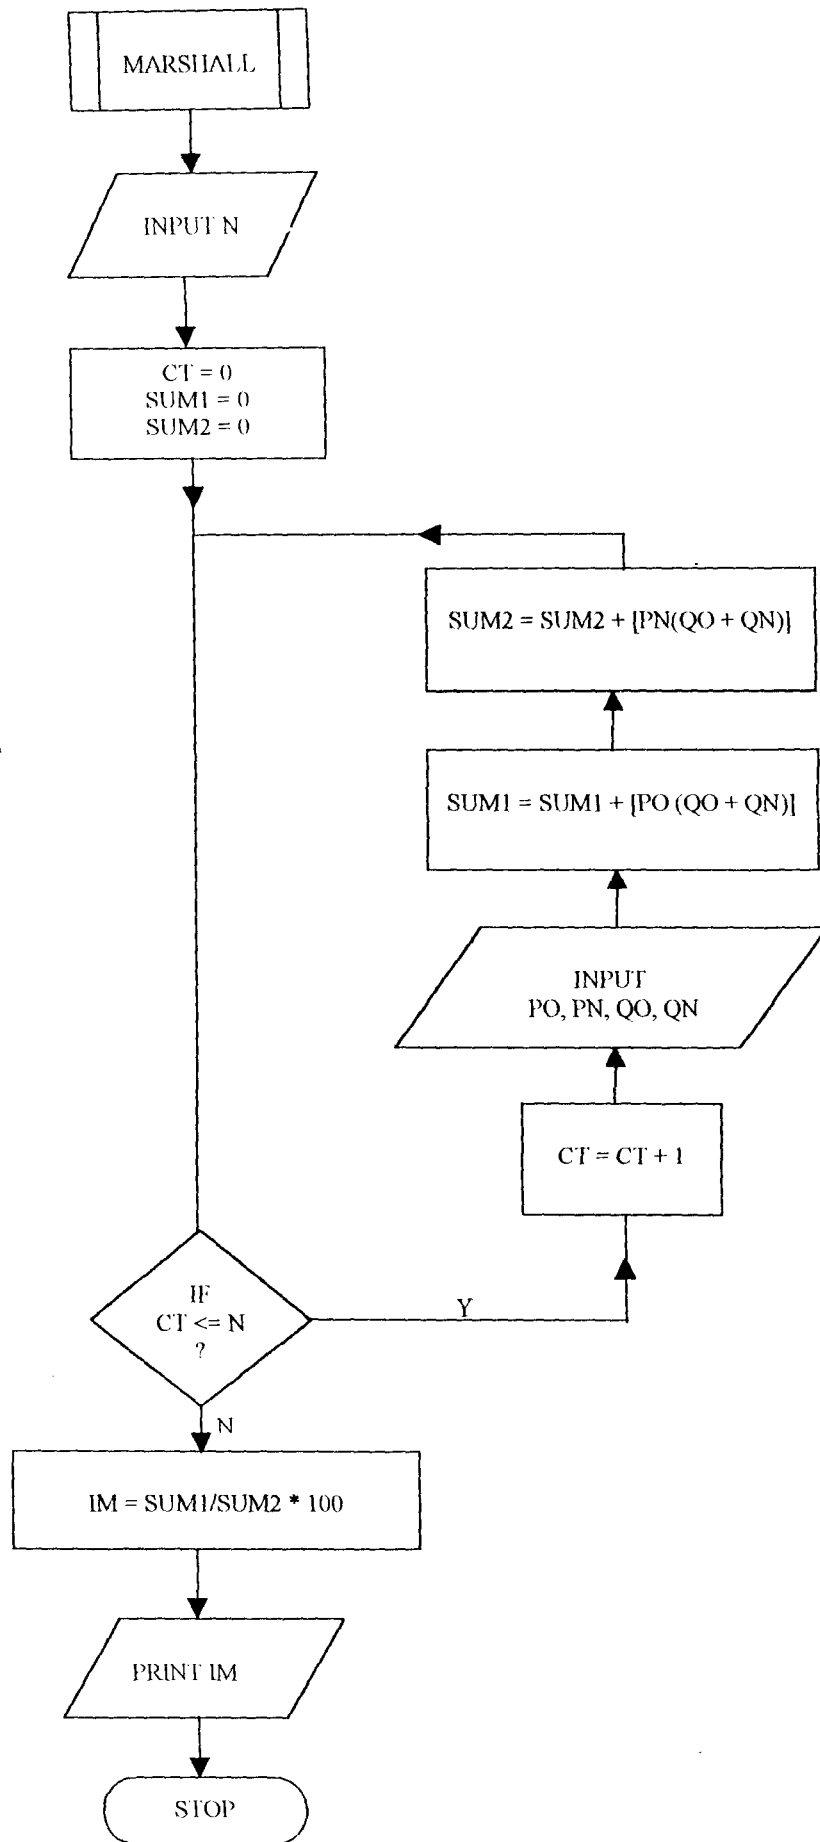 MARSHALL
INPUT N
CT = 0
SUM1 = 0
SUM2 = 0
SUM2 = SUM2 + [PN(QO + QN)]
SUM1 = SUM1 + [PO (QO + QN)]
INPUT
PO, PN, QO, QN
CT = CT + 1
IF
CT <= N
?
Y
N
IM = SUM1/SUM2 * 100
PRINT IM
STOP